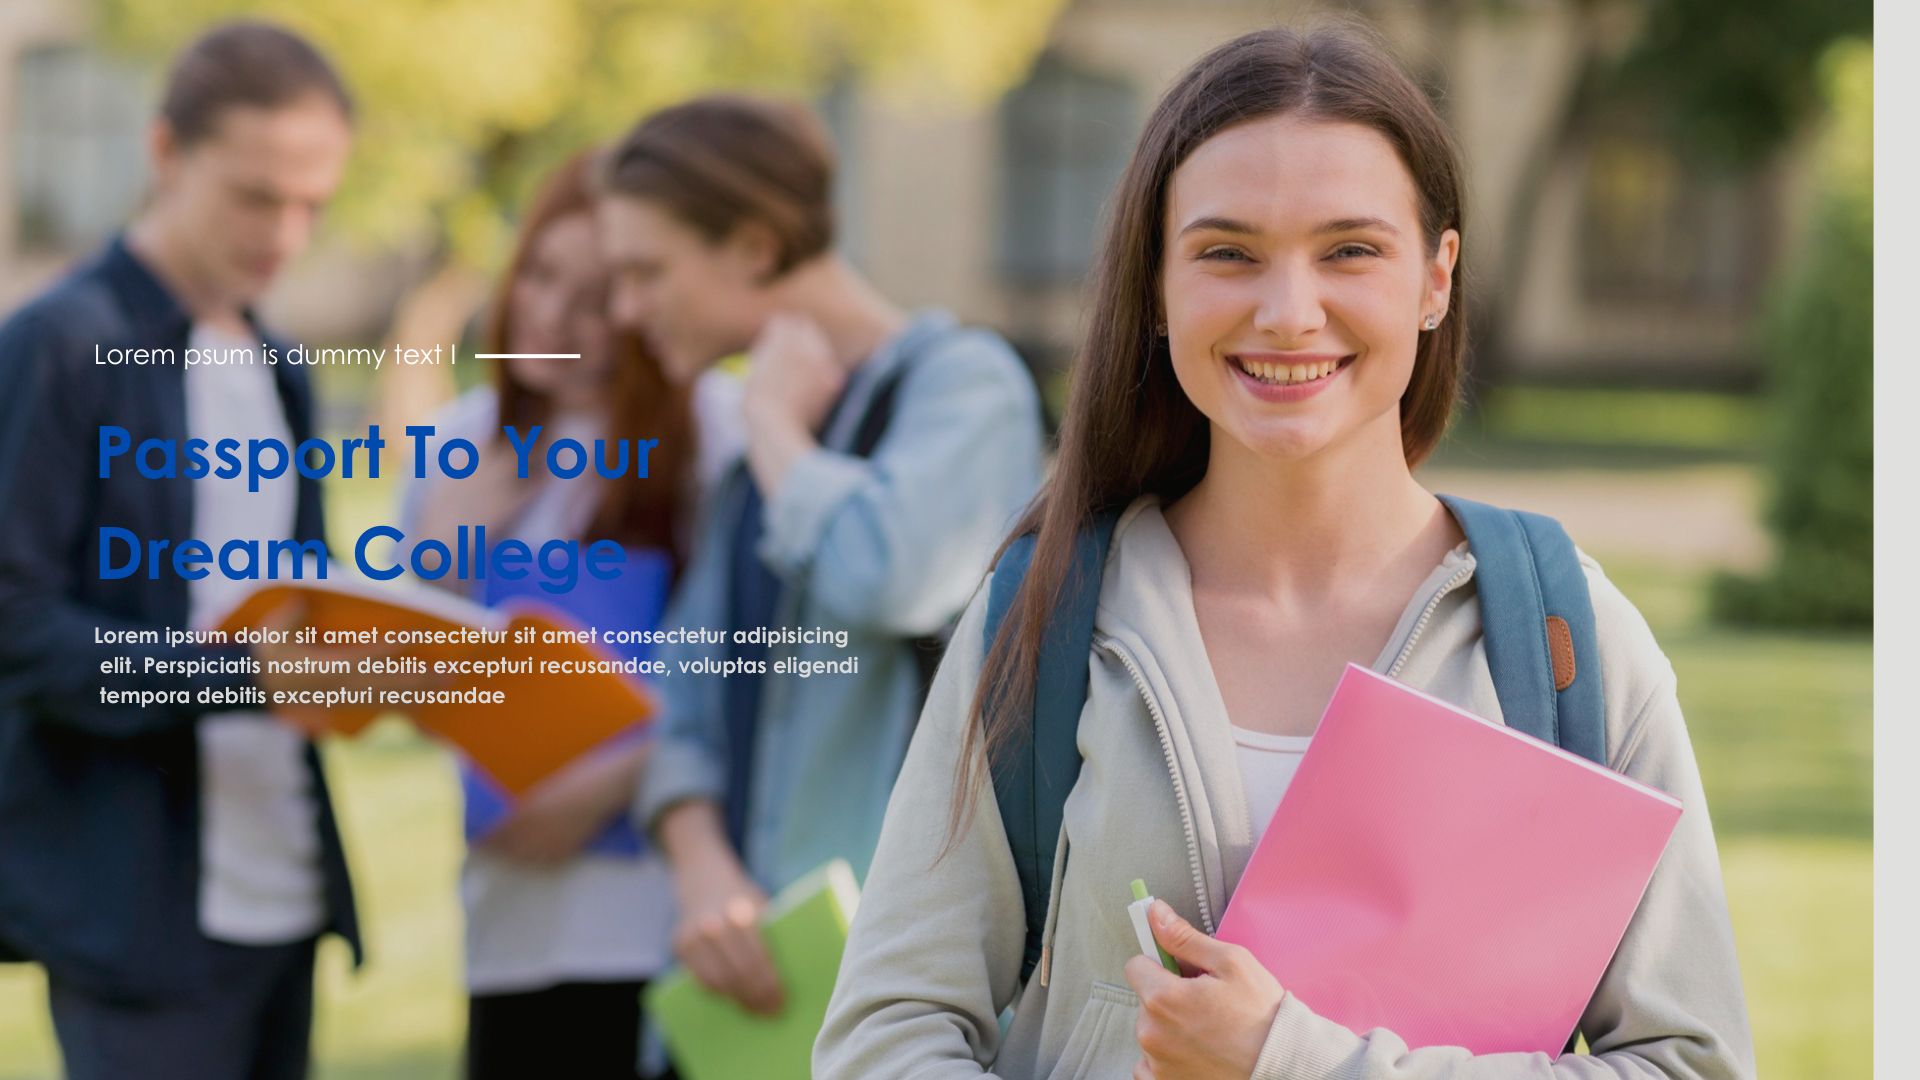 Lorem psum is dummy text I
Passport To Your
Dream College
Lorem ipsum dolor sit amet consectetur sit amet consectetur adipisicing
elit. Perspiciatis nostrum debitis excepturi recusandae, voluptas eligendi
tempora debitis excepturi recusandae